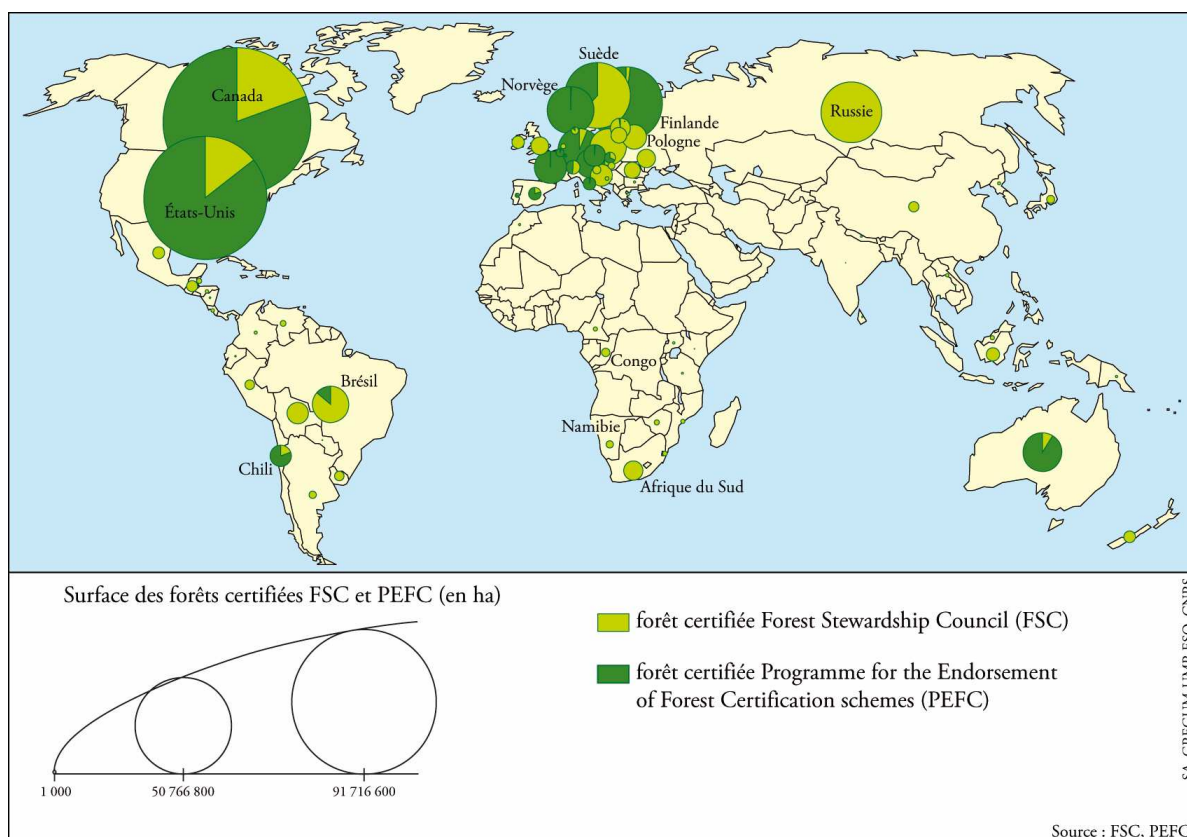 Canada
États-Unis
Suède
Norvège
Finlande
Pologne
Russie
Brésil
Chili
Congo
Namibie
Afrique du Sud
Surface des forêts certifiées FSC et PEFC (en ha)
1 000
50 766 800
91 716 600
forêt certifiée Forest Stewardship Council (FSC)
forêt certifiée Programme for the Endorsement
of Forest Certification schemes (PEFC)
Source : FSC, PEFC